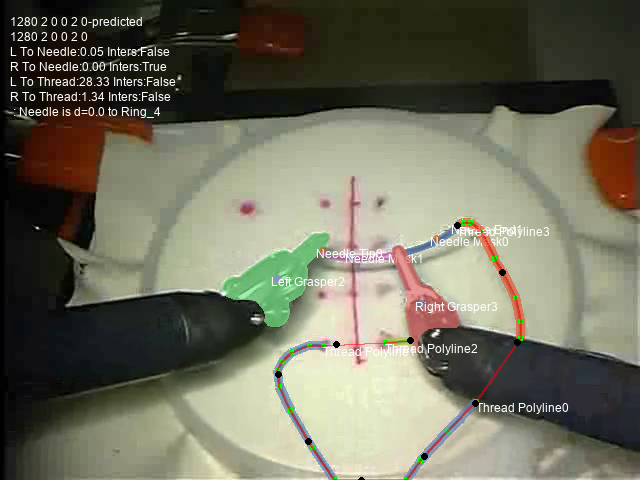 1280 2 0 0 2 0-predicted
1280 2 0 0 2 0
L To Needle:0.05 Inters:False
R To Needle:0.00 Inters:True
L To Thread:28.33 Inters:False
R To Thread:1.34 Inters:False
: Needle is d=0.0 to Ring_4
Thread Polyline3
Needle Mask0
Needle Tip0
Needle Mask1
Left Grasper2
Right Grasper3
Thread Polyline2
Thread Polyline0